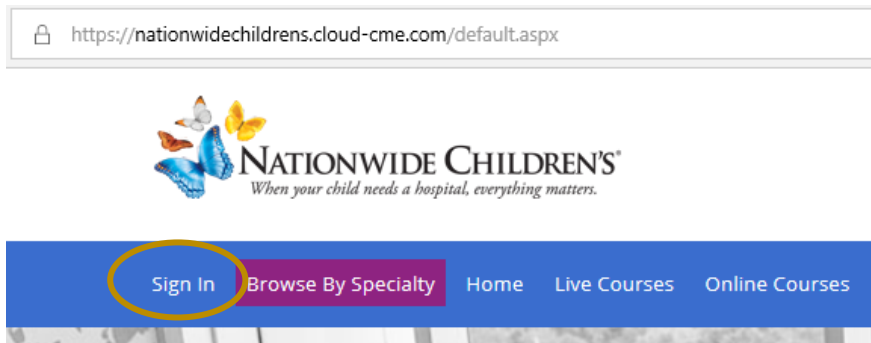 https://nationwidechildrens.cloud-cme.com/default.aspx
NATIONWIDE CHILDREN'S®
When your child needs a hospital, everything matters.
Sign In Browse By Specialty Home Live Courses Online Courses